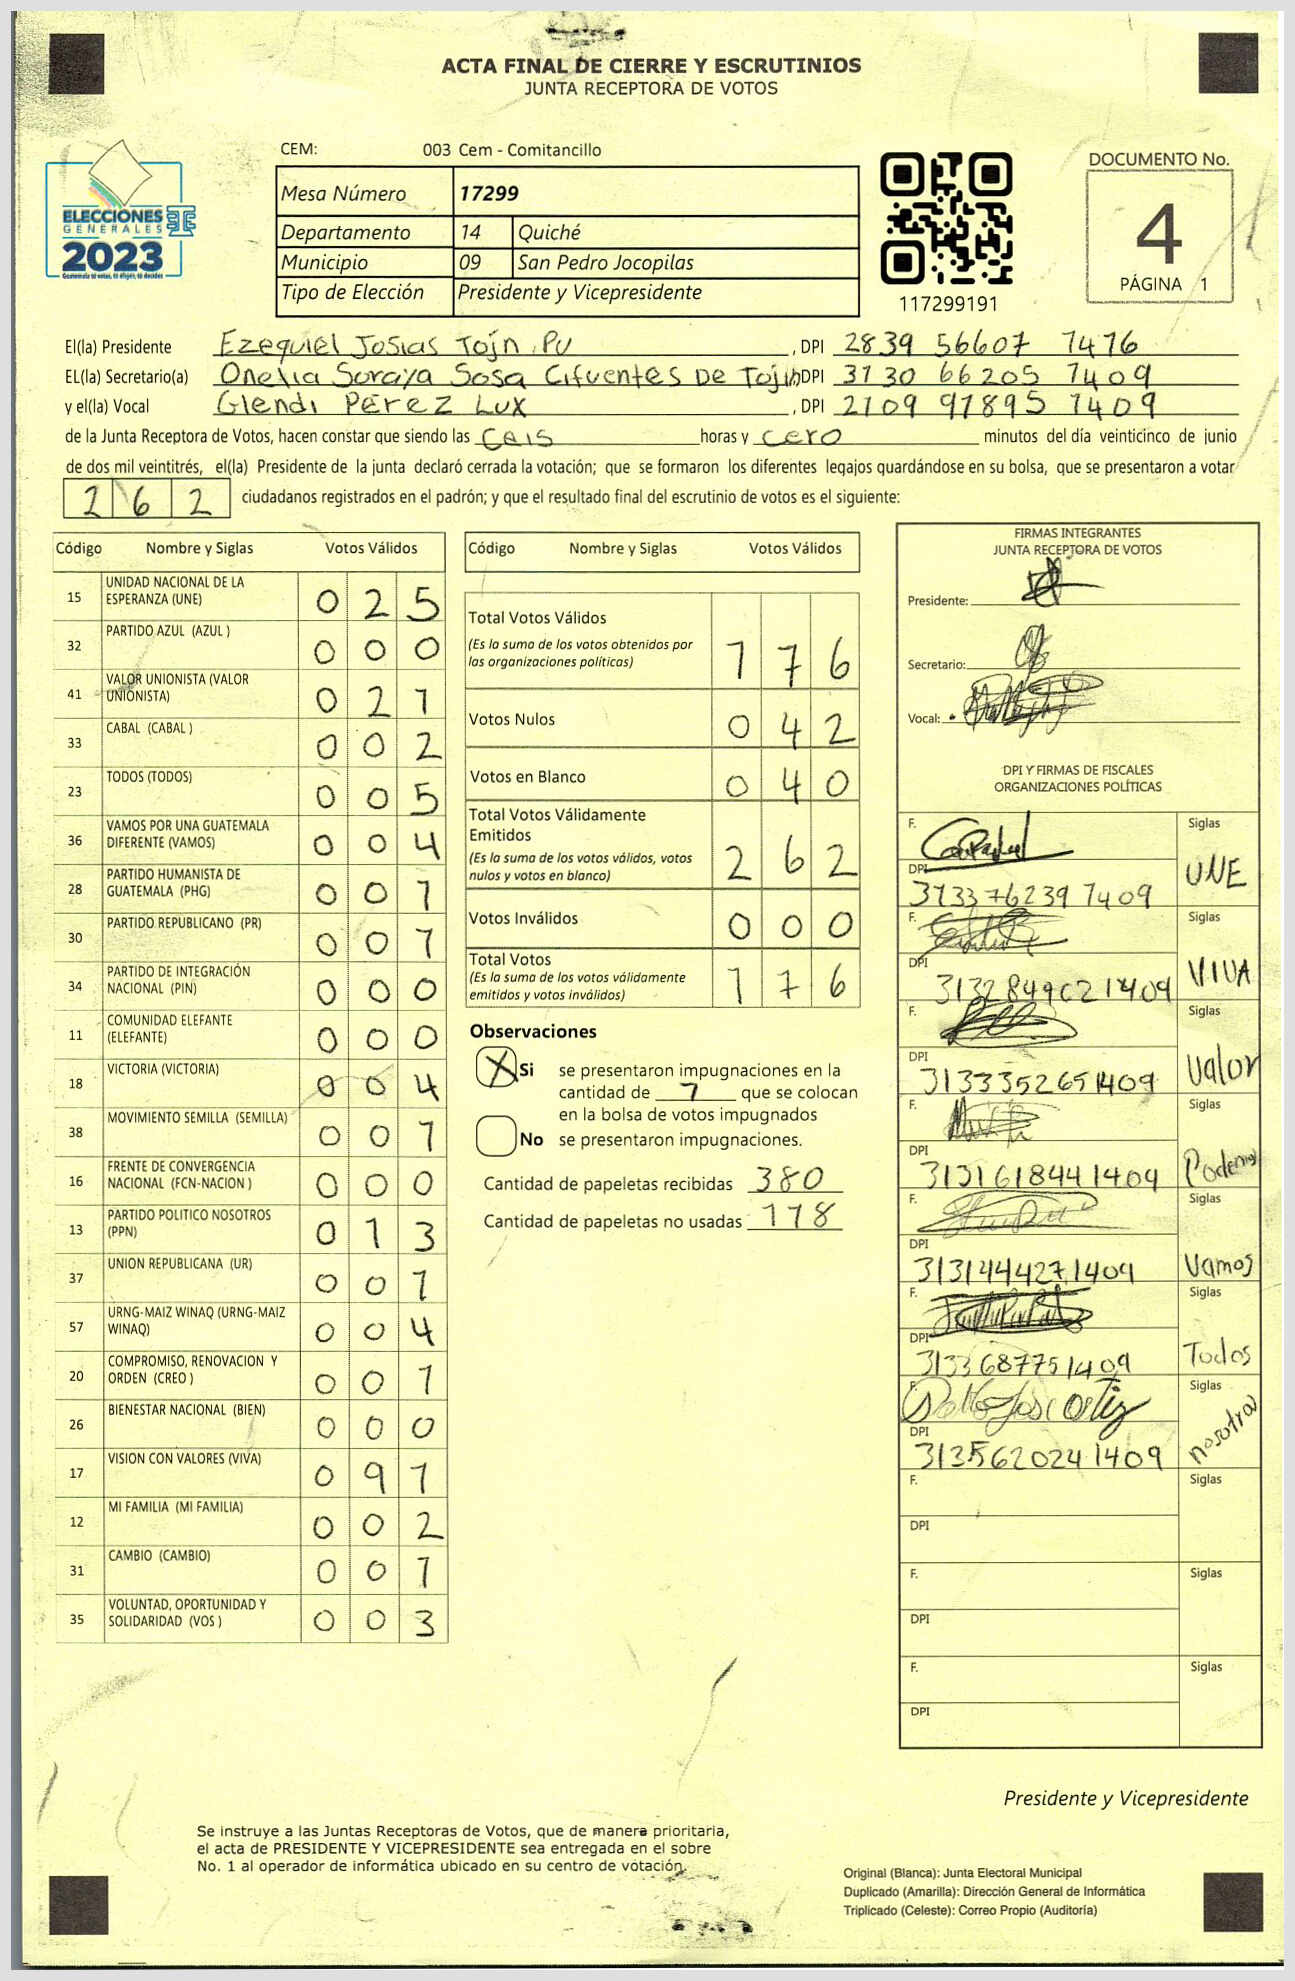 ACTA FINAL DE CIERRE Y ESCRUTINIOS
JUNTA RECEPTORA DE VOTOS
CEM: 003 Cem - Comitancillo
Mesa Número 17299
Departamento 14 Quiché
Municipio 09 San Pedro Jocopilas
Tipo de Elección Presidente y Vicepresidente
ELECCIONES
GENERALES
2023
117299191
DOCUMENTO No.
4
PÁGINA 1
El(la) Presidente Ezequiel Josias Tojn Pu , DPI 2839 56607 1416
EL(la) Secretario(a) Onelia Soraya Sosa Cifuentes De Tojin DPI 3130 66205 1409
y el(la) Vocal Glendi Pérez Lux , DPI 2109 97895 1409
de la Junta Receptora de Votos, hacen constar que siendo las Ceis horas y cero minutos del día veinticinco de junio
de dos mil veintitrés, el(la) Presidente de la junta declaró cerrada la votación; que se formaron los diferentes legajos guardándose en su bolsa, que se presentaron a votar
262 ciudadanos registrados en el padrón; y que el resultado final del escrutinio de votos es el siguiente:
Código Nombre y Siglas Votos Válidos
15 UNIDAD NACIONAL DE LA ESPERANZA (UNE) 0 2 5
32 PARTIDO AZUL (AZUL ) 0 0 0
41 VALOR UNIONISTA (VALOR UNIONISTA) 0 2 1
33 CABAL (CABAL ) 0 0 2
23 TODOS (TODOS) 0 0 5
36 VAMOS POR UNA GUATEMALA DIFERENTE (VAMOS) 0 0 4
28 PARTIDO HUMANISTA DE GUATEMALA (PHG) 0 0 1
30 PARTIDO REPUBLICANO (PR) 0 0 1
34 PARTIDO DE INTEGRACIÓN NACIONAL (PIN) 0 0 0
11 COMUNIDAD ELEFANTE (ELEFANTE) 0 0 0
18 VICTORIA (VICTORIA) 0 0 4
38 MOVIMIENTO SEMILLA (SEMILLA) 0 0 1
16 FRENTE DE CONVERGENCIA NACIONAL (FCN-NACION ) 0 0 0
13 PARTIDO POLITICO NOSOTROS (PPN) 0 1 3
37 UNION REPUBLICANA (UR) 0 0 1
57 URNG-MAIZ WINAQ (URNG-MAIZ WINAQ) 0 0 4
20 COMPROMISO, RENOVACION Y ORDEN (CREO ) 0 0 1
26 BIENESTAR NACIONAL (BIEN) 0 0 0
17 VISION CON VALORES (VIVA) 0 9 1
12 MI FAMILIA (MI FAMILIA) 0 0 2
31 CAMBIO (CAMBIO) 0 0 1
35 VOLUNTAD, OPORTUNIDAD Y SOLIDARIDAD (VOS ) 0 0 3
Código Nombre y Siglas Votos Válidos
Total Votos Válidos
(Es la suma de los votos obtenidos por
las organizaciones políticas) 1 7 6
Votos Nulos 0 4 2
Votos en Blanco 0 4 0
Total Votos Válidamente
Emitidos
(Es la suma de los votos válidos, votos
nulos y votos en blanco) 2 6 2
Votos Inválidos 0 0 0
Total Votos
(Es la suma de los votos válidamente
emitidos y votos inválidos) 1 7 6
Observaciones
X Si se presentaron impugnaciones en la
cantidad de 1 que se colocan
en la bolsa de votos impugnados
No se presentaron impugnaciones.
Cantidad de papeletas recibidas 380
Cantidad de papeletas no usadas 118
FIRMAS INTEGRANTES
JUNTA RECEPTORA DE VOTOS
Presidente:
Secretario:
Vocal:
DPI Y FIRMAS DE FISCALES
ORGANIZACIONES POLÍTICAS
F. Siglas
DPI 3133 76239 1409 UNE
F. Siglas
DPI 3132849621409 VIVA
F. Siglas
DPI 3133352651409 Valor
F. Siglas
DPI 3131618441409 Podemos
F. Siglas
DPI 3131444271409 Vamos
F. Siglas
DPI 3133687751409 Todos
F. Siglas
DPI 3135620241409 nosotros
F. Siglas
DPI
F. Siglas
DPI
F. Siglas
DPI
Presidente y Vicepresidente
Se instruye a las Juntas Receptoras de Votos, que de manera prioritaria,
el acta de PRESIDENTE Y VICEPRESIDENTE sea entregada en el sobre
No. 1 al operador de informática ubicado en su centro de votación.
Original (Blanca): Junta Electoral Municipal
Duplicado (Amarilla): Dirección General de Informática
Triplicado (Celeste): Correo Propio (Auditoría)